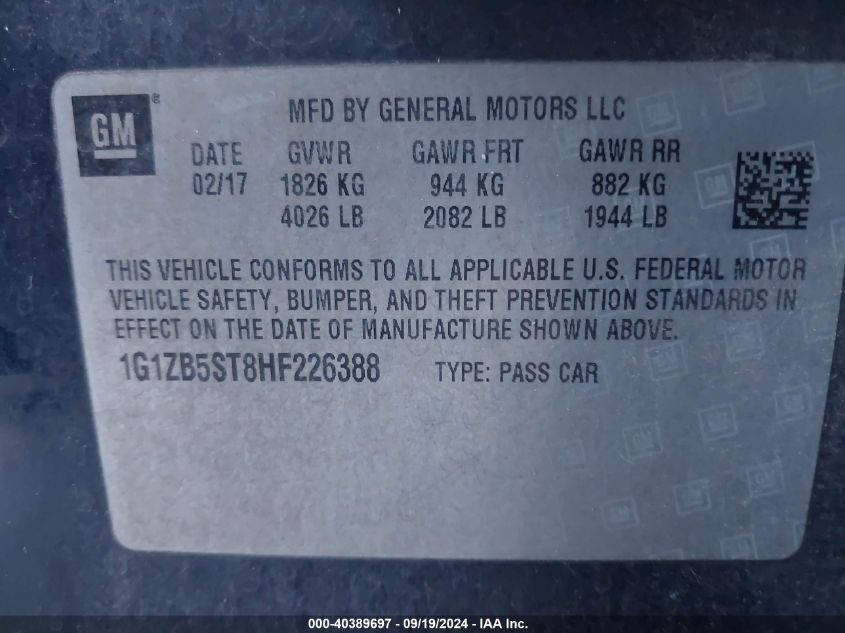 GM®
MFD BY GENERAL MOTORS LLC
DATE GVWR GAWR FRT GAWR RR
02/17 1826 KG 944 KG 882 KG
4026 LB 2082 LB 1944 LB
THIS VEHICLE CONFORMS TO ALL APPLICABLE U.S. FEDERAL MOTOR
VEHICLE SAFETY, BUMPER, AND THEFT PREVENTION STANDARDS IN
EFFECT ON THE DATE OF MANUFACTURE SHOWN ABOVE.
1G1ZB5ST8HF226388 TYPE: PASS CAR
000-40389697 - 09/19/2024 - IAA Inc.